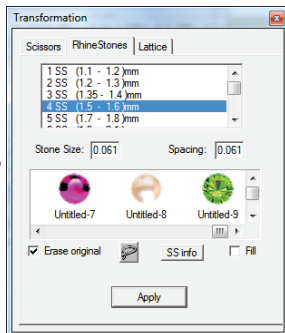 Transformation
Scissors RhineStones Lattice
1 SS (1.1 - 1.2 )mm
2 SS (1.2 - 1.3 )mm
3 SS (1.35 - 1.4 )mm
4 SS (1.5 - 1.6 )mm
5 SS (1.7 - 1.8 )mm
Stone Size: 0.061 Spacing: 0.061
Untitled-7 Untitled-8 Untitled-9
Erase original SS info Fill
Apply